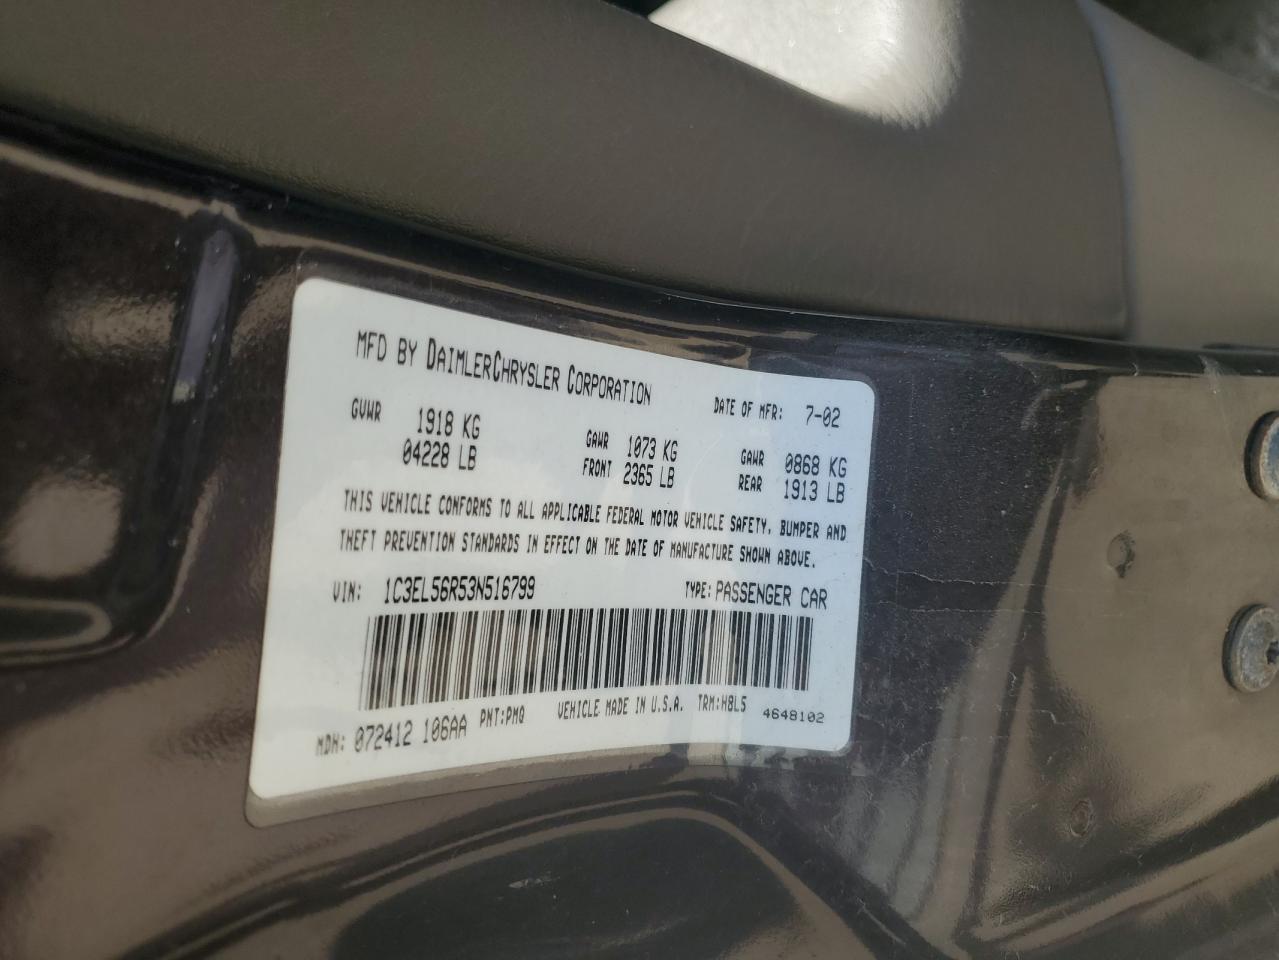 MFD BY DAIMLERCHRYSLER CORPORATION DATE OF MFR: 7-02
GVWR 1918 KG GAWR 1073 KG GAWR 0868 KG
04228 LB FRONT 2365 LB REAR 1913 LB
THIS VEHICLE CONFORMS TO ALL APPLICABLE FEDERAL MOTOR VEHICLE SAFETY, BUMPER AND
THEFT PREVENTION STANDARDS IN EFFECT ON THE DATE OF MANUFACTURE SHOWN ABOVE.
VIN: 1C3EL56R53N516799 TYPE: PASSENGER CAR
MDH: 072412 106AA PNT:PMQ VEHICLE MADE IN U.S.A. TRM:H8L5 4648102